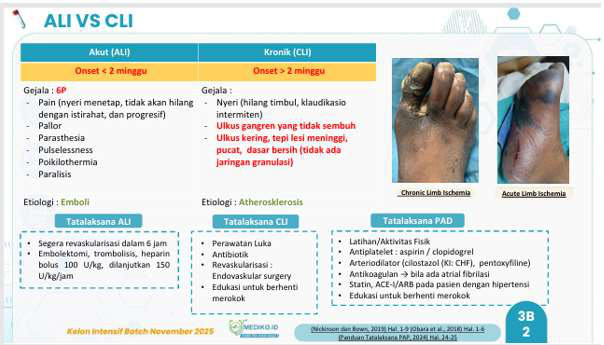 ALI VS CLI
Akut (ALI)
Kronik (CLI)
Onset < 2 minggu
Onset > 2 minggu
Gejala : 6P
- Pain (nyeri menetap, tidak akan hilang
dengan istirahat, dan progresif)
- Pallor
- Parasthesia
- Pulselessness
- Poikilothermia
- Paralisis
Etiologi : Emboli
Gejala :
- Nyeri (hilang timbul, klaudikasio
intermiten)
- Ulkus gangren yang tidak sembuh
- Ulkus kering, tepi lesi meninggi,
pucat, dasar bersih (tidak ada
jaringan granulasi)
Etiologi : Atherosklerosis
Chronic Limb Ischemia
Acute Limb Ischemia
Tatalaksana ALI
• Segera revaskularisasi dalam 6 jam
• Embolektomi, trombolisis, heparin
bolus 100 U/kg, dilanjutkan 150
U/kg/jam
Tatalaksana CLI
• Perawatan Luka
• Antibiotik
• Revaskularisasi :
Endovaskuler surgery
• Edukasi untuk berhenti
merokok
Tatalaksana PAD
• Latihan/Aktivitas Fisik
• Antiplatelet : aspirin / clopidogrel
• Arteriodilator (cilostazol (KI: CHF), pentoxyfiline)
• Antikoagulan → bila ada atrial fibrilasi
• Statin, ACE-I/ARB pada pasien dengan hipertensi
• Edukasi untuk berhenti merokok
3B
2
Kelan Intensif Batch November 2025
MEDIKO.ID
(Nickinson dan Bown, 2019) Hal. 1-9 (Obara et al., 2018) Hal. 1-6
(Panduan Tatalaksana PAP, 2024) Hal. 24-25